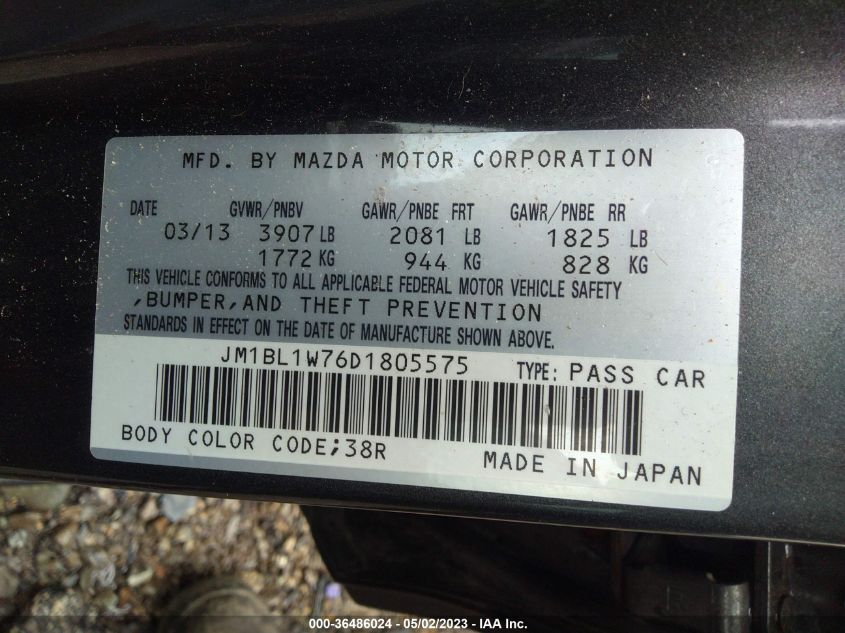 MFD. BY MAZDA MOTOR CORPORATION
DATE GVWR/PNBV GAWR/PNBE FRT GAWR/PNBE RR
03/13 3907 LB 2081 LB 1825 LB
1772 KG 944 KG 828 KG
THIS VEHICLE CONFORMS TO ALL APPLICABLE FEDERAL MOTOR VEHICLE SAFETY
,BUMPER,AND THEFT PREVENTION
STANDARDS IN EFFECT ON THE DATE OF MANUFACTURE SHOWN ABOVE.
JM1BL1W76D1805575 TYPE: PASS CAR
BODY COLOR CODE;38R
MADE IN JAPAN
000-36486024 - 05/02/2023 - IAA Inc.